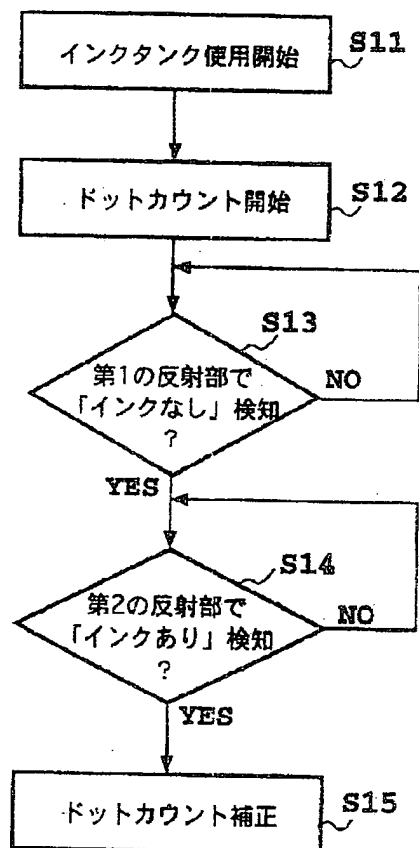 インクタンク使用開始
S11
ドットカウント開始
S12
S13
第1の反射部で
「インクなし」検知
?
NO
YES
S14
第2の反射部で
「インクあり」検知
?
NO
YES
ドットカウント補正
S15